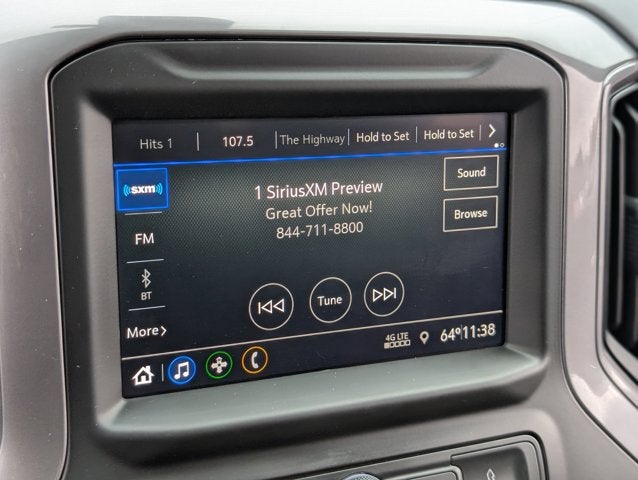 Hits 1 107.5 The Highway Hold to Set Hold to Set
sxm
1 SiriusXM Preview
Great Offer Now!
844-711-8800
Sound
Browse
FM
BT
Tune
More
4G LTE
64° 11:38